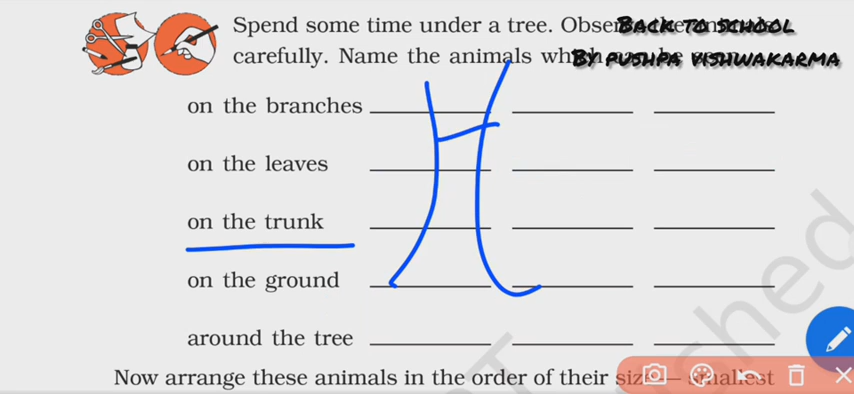 Spend some time under a tree. Obser
BACK TO SCHOOL
carefully. Name the animals wh
BY PUSHPA VISHWAKARMA
on the branches
on the leaves
on the trunk
on the ground
around the tree
Now arrange these animals in the order of their size— smallest